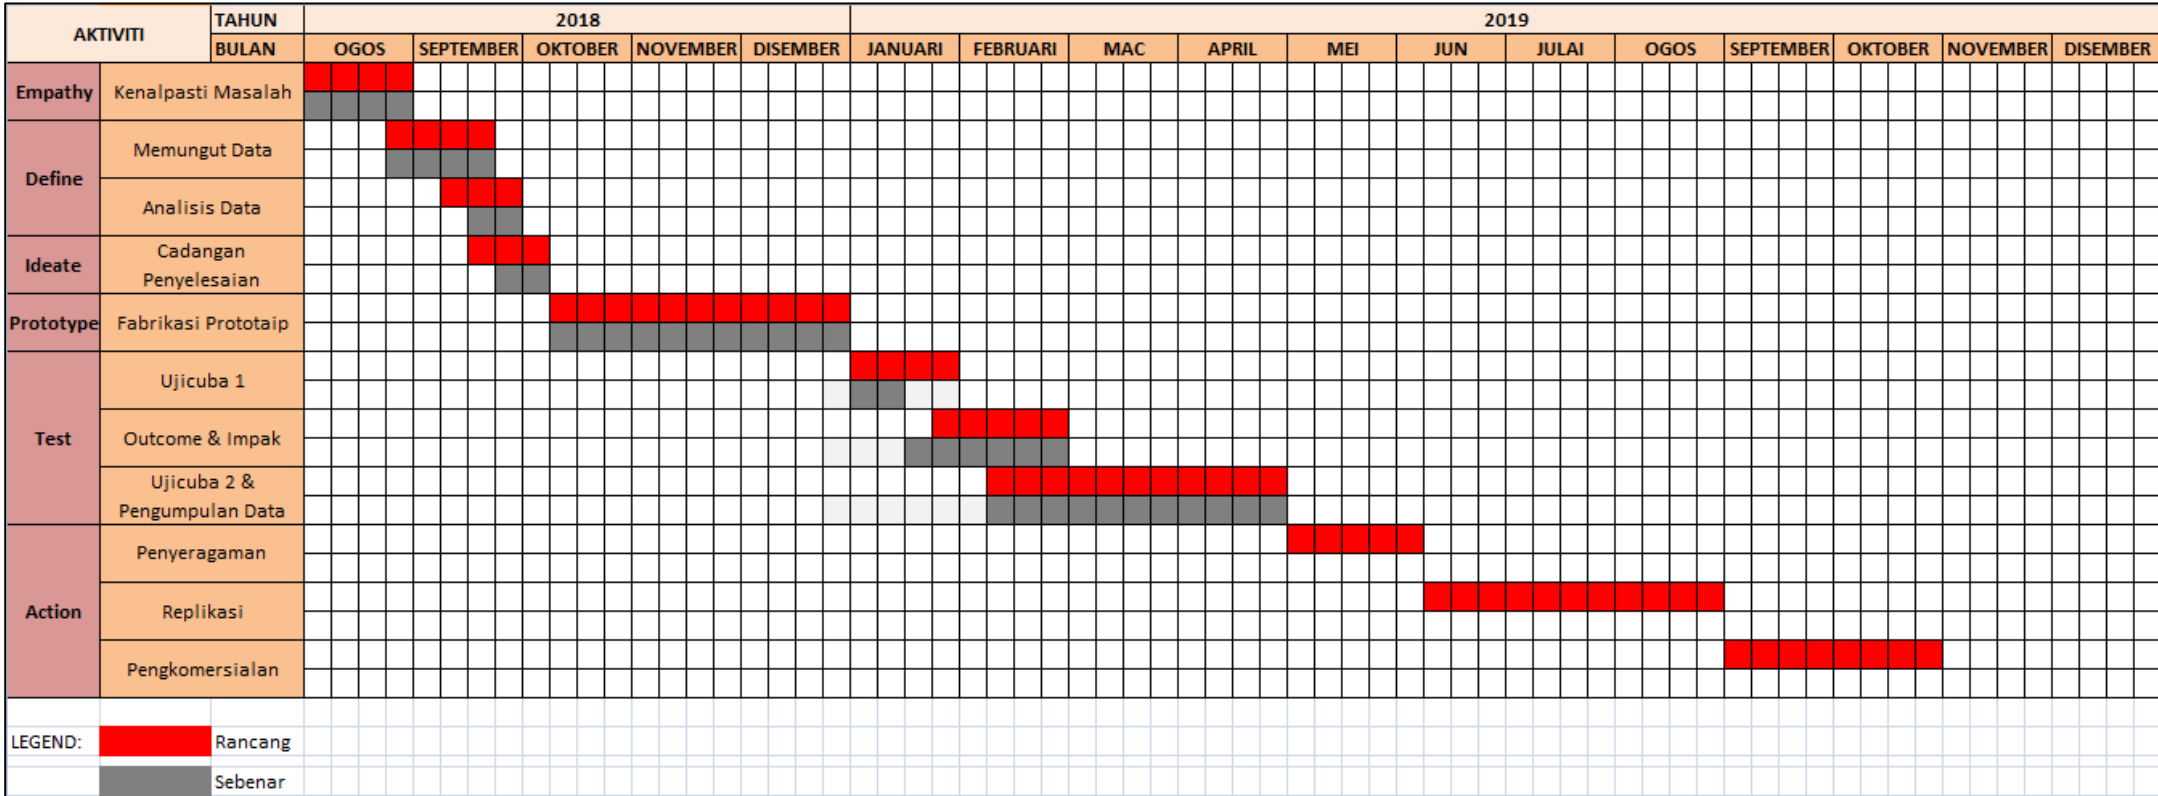 AKTIVITI TAHUN 2018 2019
BULAN OGOS SEPTEMBER OKTOBER NOVEMBER DISEMBER JANUARI FEBRUARI MAC APRIL MEI JUN JULAI OGOS SEPTEMBER OKTOBER NOVEMBER DISEMBER
Empathy Kenalpasti Masalah
Define Memungut Data
Analisis Data
Ideate Cadangan
Penyelesaian
Prototype Fabrikasi Prototaip
Test Ujicuba 1
Outcome & Impak
Ujicuba 2 &
Pengumpulan Data
Action Penyeragaman
Replikasi
Pengkomersialan
LEGEND: Rancang
Sebenar